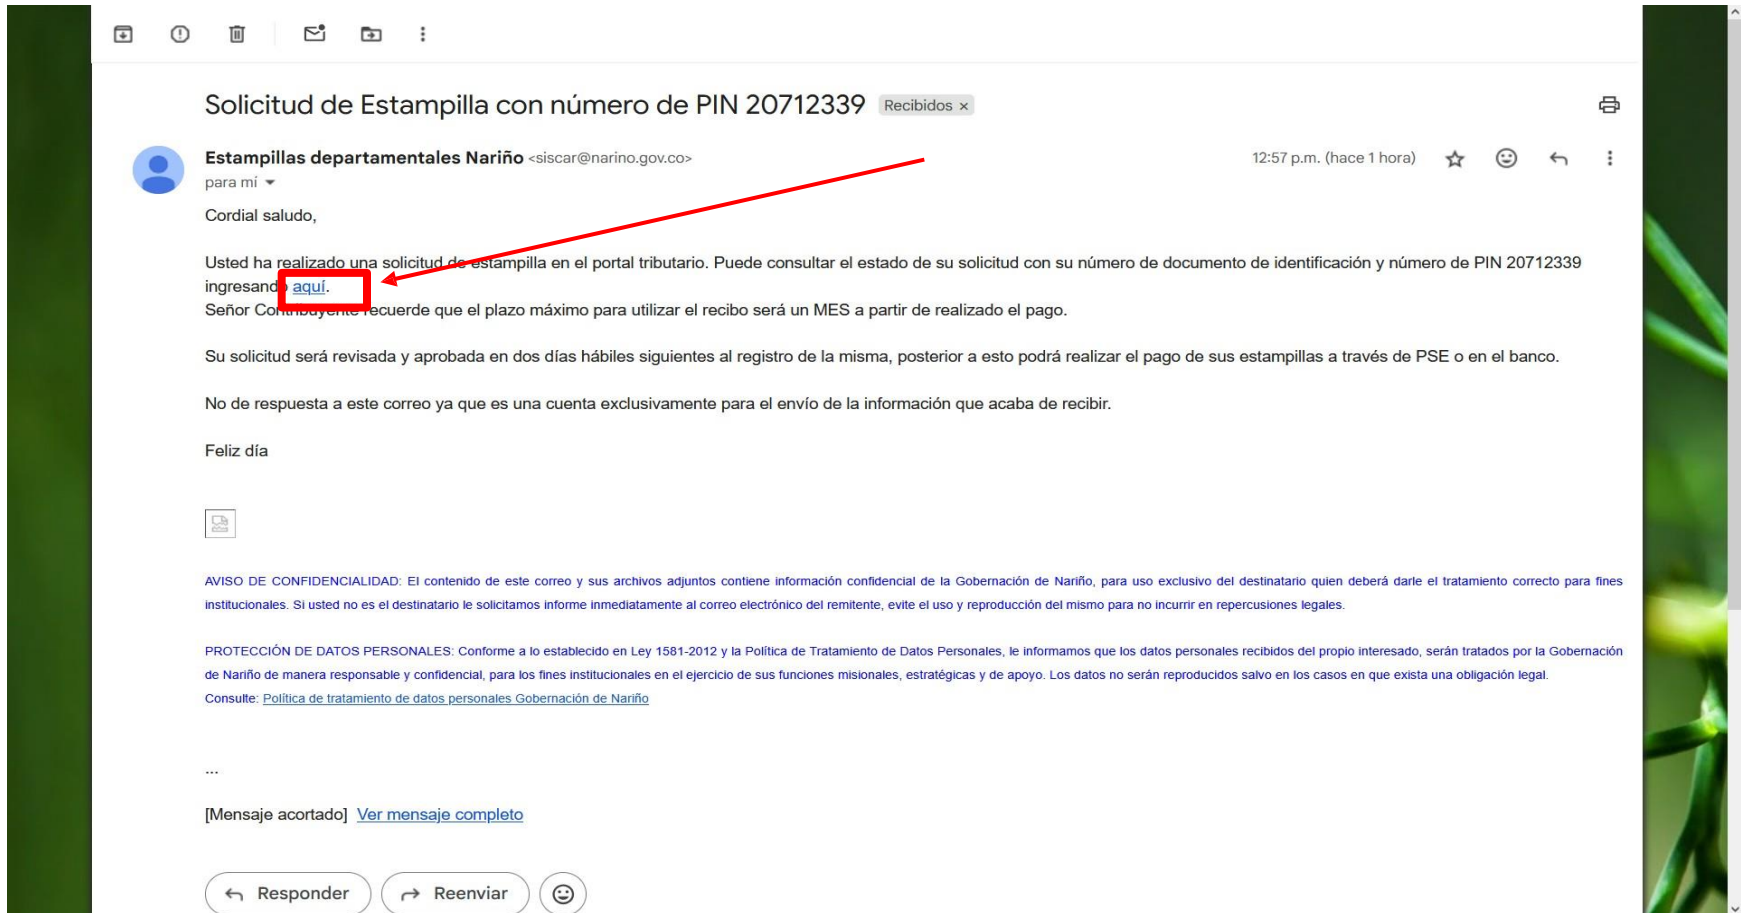 Solicitud de Estampilla con número de PIN 20712339 Recibidos ×
Estampillas departamentales Nariño <siscar@narino.gov.co> 12:57 p.m. (hace 1 hora)
para mí
Cordial saludo,
Usted ha realizado una solicitud de estampilla en el portal tributario. Puede consultar el estado de su solicitud con su número de documento de identificación y número de PIN 20712339
ingresando aquí.
Señor Contribuyente recuerde que el plazo máximo para utilizar el recibo será un MES a partir de realizado el pago.
Su solicitud será revisada y aprobada en dos días hábiles siguientes al registro de la misma, posterior a esto podrá realizar el pago de sus estampillas a través de PSE o en el banco.
No de respuesta a este correo ya que es una cuenta exclusivamente para el envío de la información que acaba de recibir.
Feliz día
AVISO DE CONFIDENCIALIDAD: El contenido de este correo y sus archivos adjuntos contiene información confidencial de la Gobernación de Nariño, para uso exclusivo del destinatario quien deberá darle el tratamiento correcto para fines
institucionales. Si usted no es el destinatario le solicitamos informe inmediatamente al correo electrónico del remitente, evite el uso y reproducción del mismo para no incurrir en repercusiones legales.
PROTECCIÓN DE DATOS PERSONALES: Conforme a lo establecido en Ley 1581-2012 y la Política de Tratamiento de Datos Personales, le informamos que los datos personales recibidos del propio interesado, serán tratados por la Gobernación
de Nariño de manera responsable y confidencial, para los fines institucionales en el ejercicio de sus funciones misionales, estratégicas y de apoyo. Los datos no serán reproducidos salvo en los casos en que exista una obligación legal.
Consulte: Política de tratamiento de datos personales Gobernación de Nariño
...
[Mensaje acortado] Ver mensaje completo
Responder Reenviar